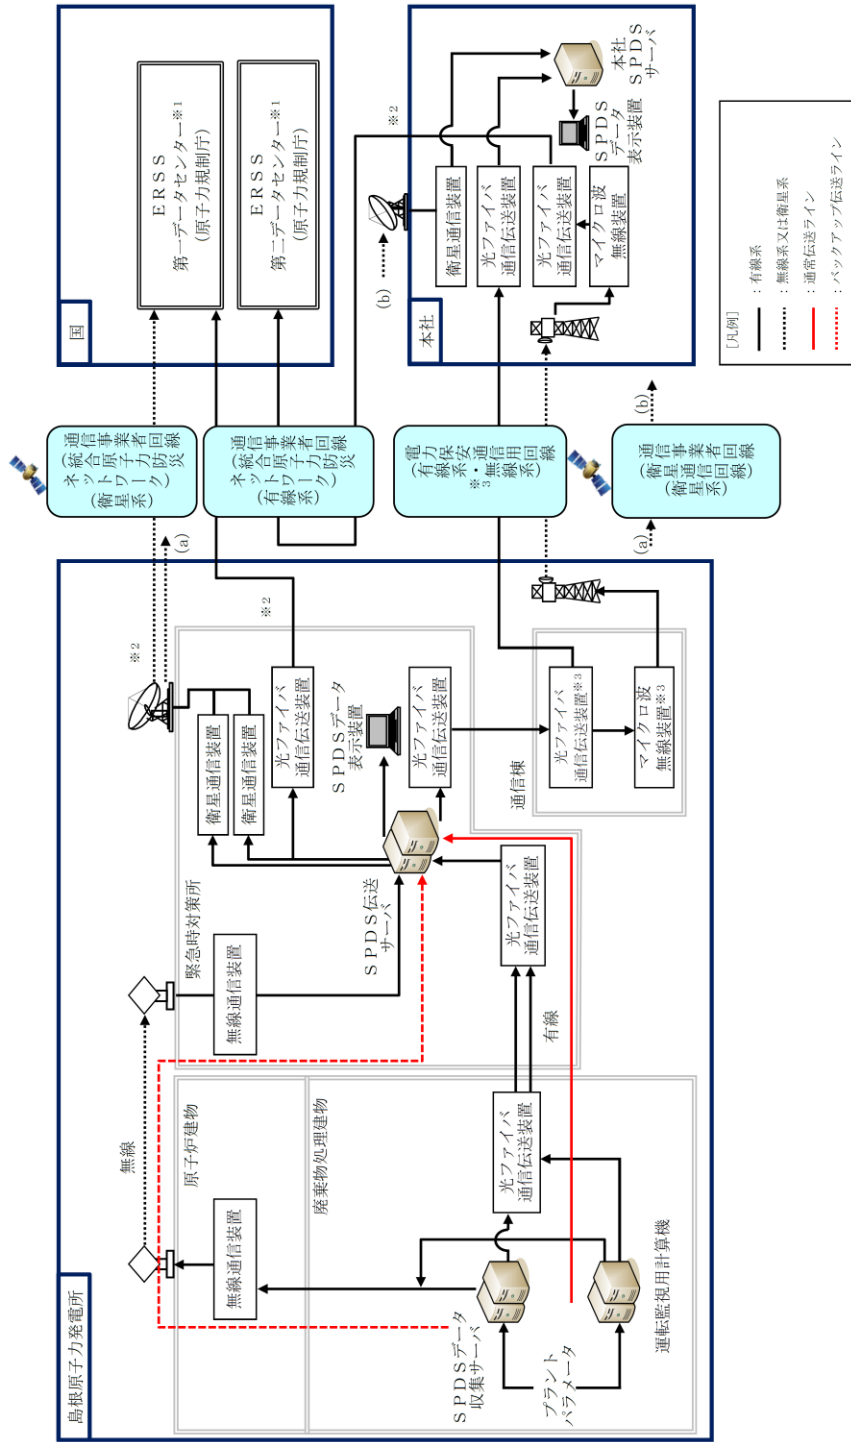 島根原子力発電所
原子炉建物
廃棄物処理建物
無線
無線通信装置
ＳＰＤＳデータ
収集サーバ
プラント
パラメータ
運転監視用計算機
光ファイバ
通信伝送装置
有線
緊急時対策所
無線通信装置
ＳＰＤＳ伝送
サーバ
光ファイバ
通信伝送装置
※2
(a)
衛星通信装置
衛星通信装置
光ファイバ
通信伝送装置
※2
ＳＰＤＳデータ
表示装置
光ファイバ
通信伝送装置
通信棟
光ファイバ
通信伝送装置※3
マイクロ波
無線装置※3
通信事業者回線
(統合原子力防災
ネットワーク)
(衛星系)
通信事業者回線
(統合原子力防災
ネットワーク)
(有線系)
電力保安通信用回線
(有線系・無線系)
※3
(a)
通信事業者回線
(衛星通信回線)
(衛星系)
(b)
国
ＥＲＳＳ
第一データセンター※1
(原子力規制庁)
ＥＲＳＳ
第二データセンター※1
(原子力規制庁)
※2
(b)
本社
衛星通信装置
光ファイバ
通信伝送装置
光ファイバ
通信伝送装置
マイクロ波
無線装置
本社
ＳＰＤＳ
サーバ
ＳＰＤＳ
データ
表示装置
[凡例]
：有線系
：無線系又は衛星系
：通常伝送ライン
：バックアップ伝送ライン